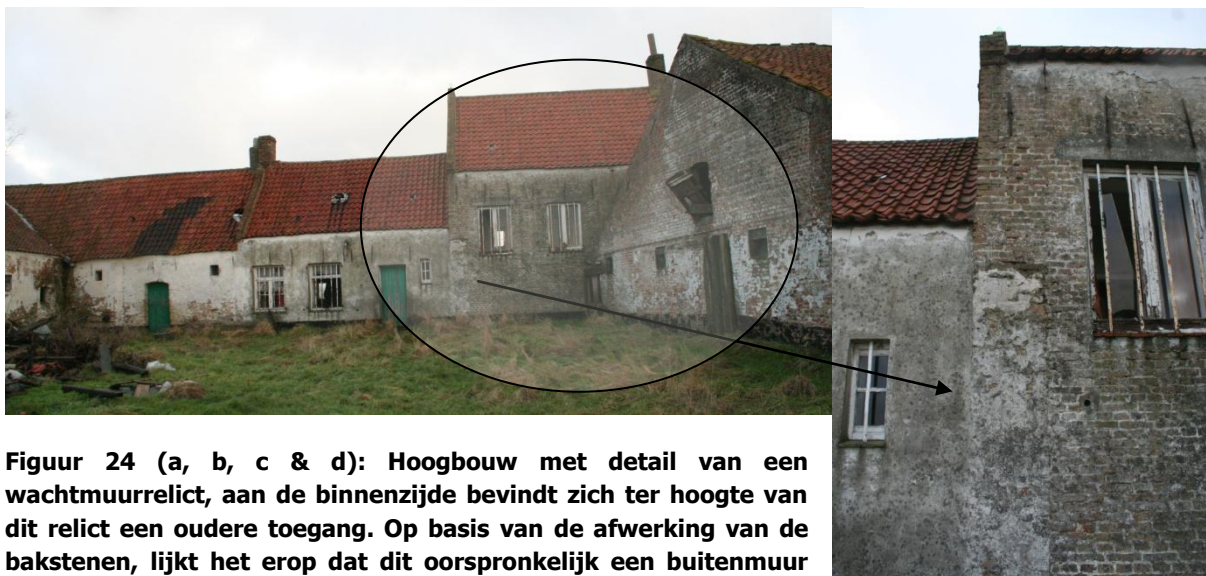 Figuur 24 (a, b, c & d): Hoogbouw met detail van een
wachtmuurrelict, aan de binnenzijde bevindt zich ter hoogte van
dit relict een oudere toegang. Op basis van de afwerking van de
bakstenen, lijkt het erop dat dit oorspronkelijk een buitenmuur